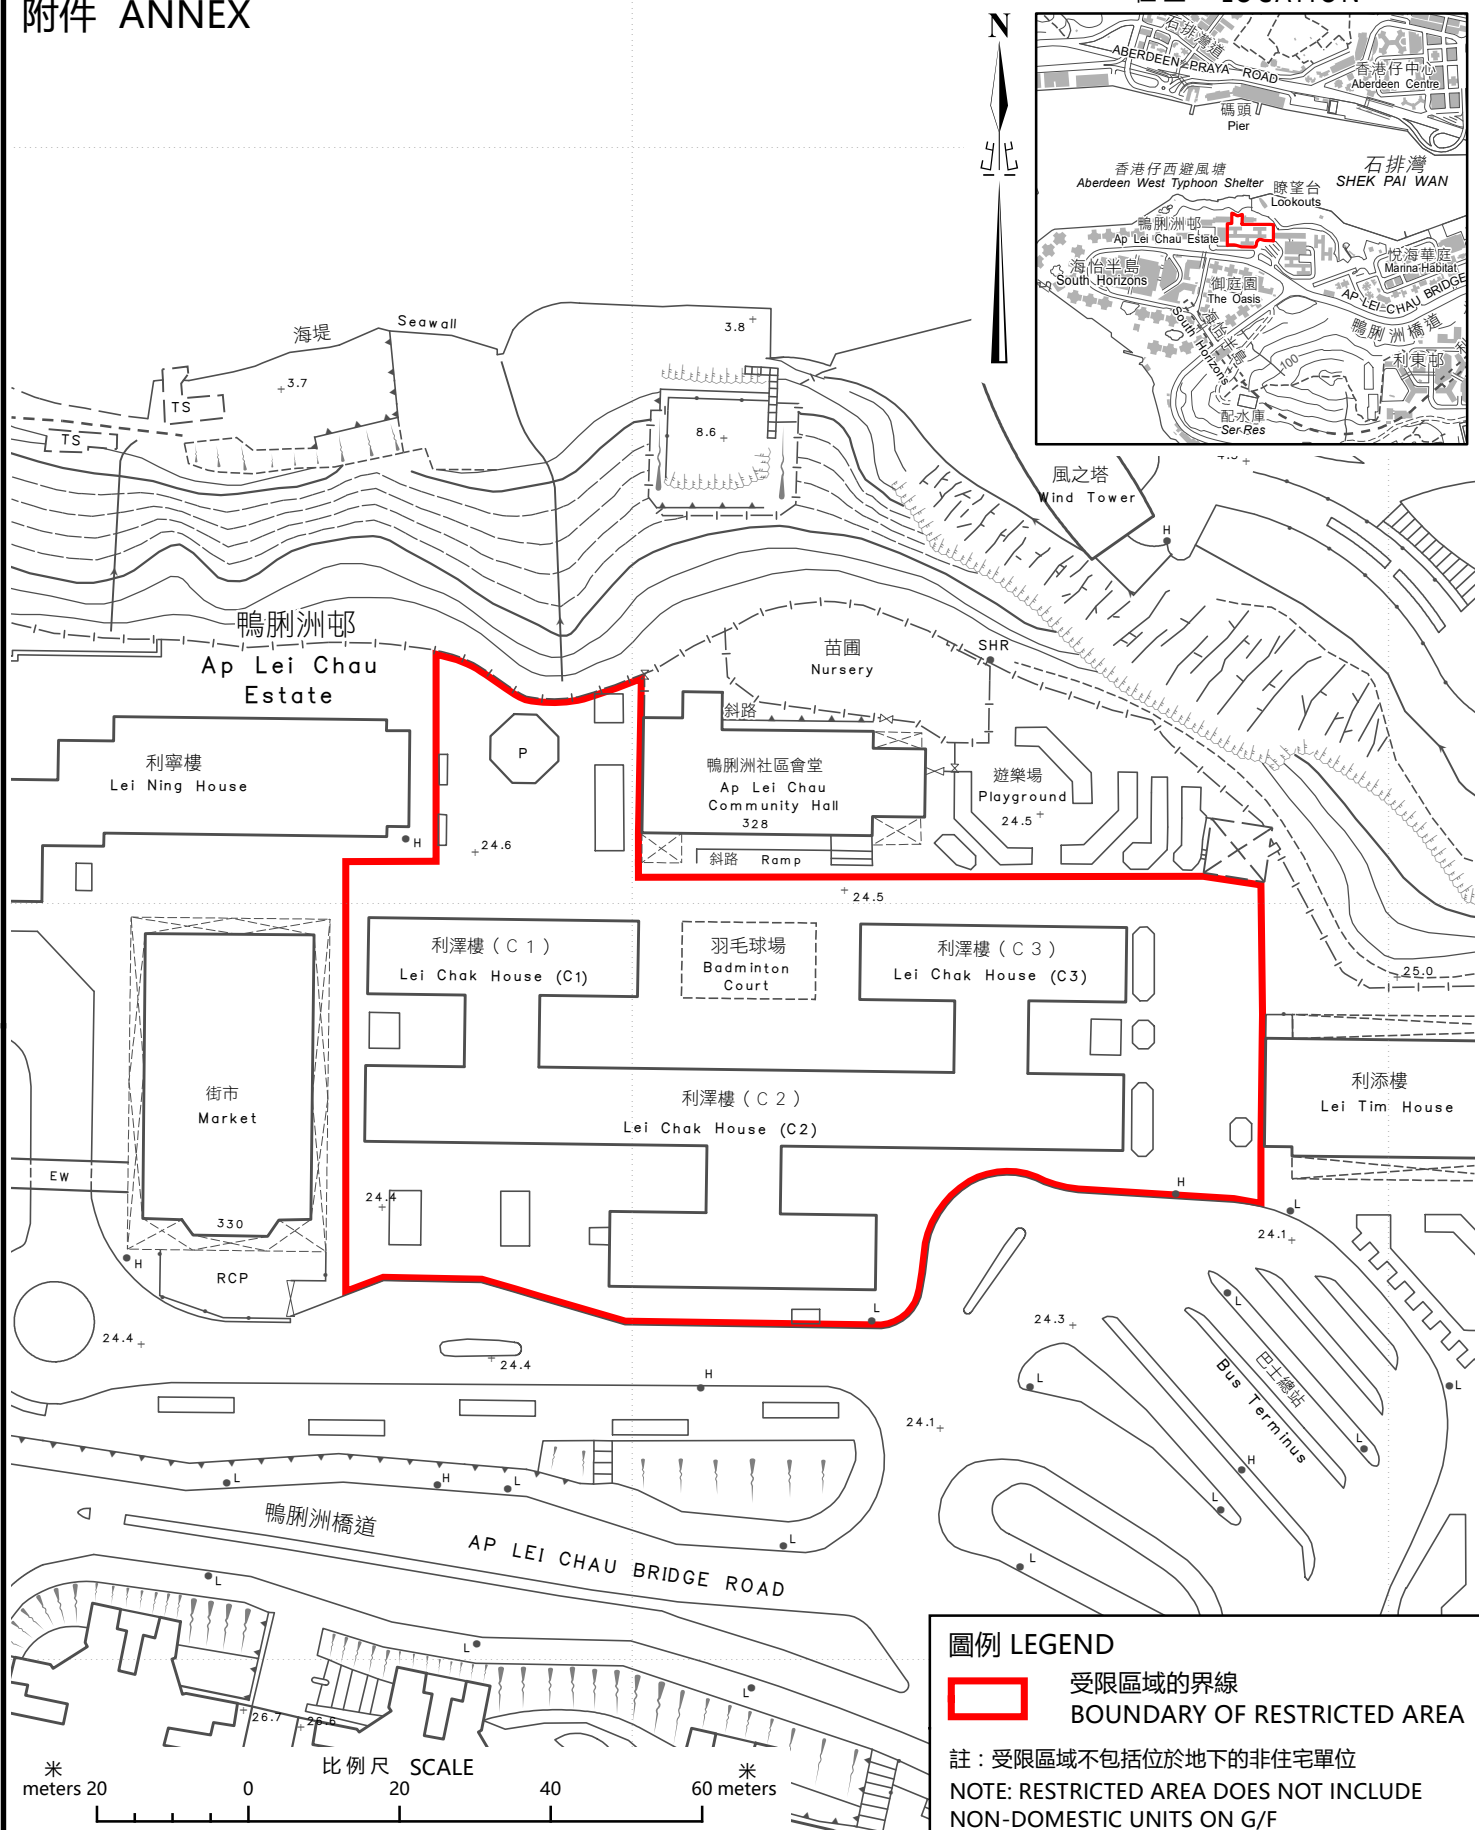 附件 ANNEX
LOCATION
N
石排灣道
ABERDEEN PRAYA ROAD
香港仔中心
Aberdeen Centre
碼頭
Pier
香港仔西避風塘
Aberdeen West Typhoon Shelter
石排灣
SHEK PAI WAN
瞭望台
Lookouts
鴨脷洲邨
Ap Lei Chau Estate
海怡半島
South Horizons
御庭園
The Oasis
悅海華庭
Marina Habitat
AP LEI CHAU BRIDGE
鴨脷洲橋道
海怡半島
South Horizons
100
利東邨
配水庫
Ser Res
海堤
Seawall
3.8
3.7
TS
TS
8.6
風之塔
Wind Tower
H
鴨脷洲邨
Ap Lei Chau
Estate
苗圃
Nursery
SHR
斜路
利寧樓
Lei Ning House
P
鴨脷洲社區會堂
Ap Lei Chau
Community Hall
328
遊樂場
Playground
24.5
H
24.6
斜路 Ramp
24.5
利澤樓（C1）
Lei Chak House (C1)
羽毛球場
Badminton
Court
利澤樓（C3）
Lei Chak House (C3)
25.0
街市
Market
利澤樓（C2）
Lei Chak House (C2)
利添樓
Lei Tim House
EW
24.4
H
L
330
24.1
H
RCP
L
24.4
24.3
L
24.4
H
L
巴士總站
Bus Terminus
L
L
24.1
L
H
L
L
H
L
鴨脷洲橋道
AP LEI CHAU BRIDGE ROAD
L
L
L
L
L
26.7
26.6
圖例 LEGEND
受限區域的界線
BOUNDARY OF RESTRICTED AREA
註：受限區域不包括位於地下的非住宅單位
NOTE: RESTRICTED AREA DOES NOT INCLUDE
NON-DOMESTIC UNITS ON G/F
比例尺 SCALE
米
meters 20 0 20 40 60 meters
米